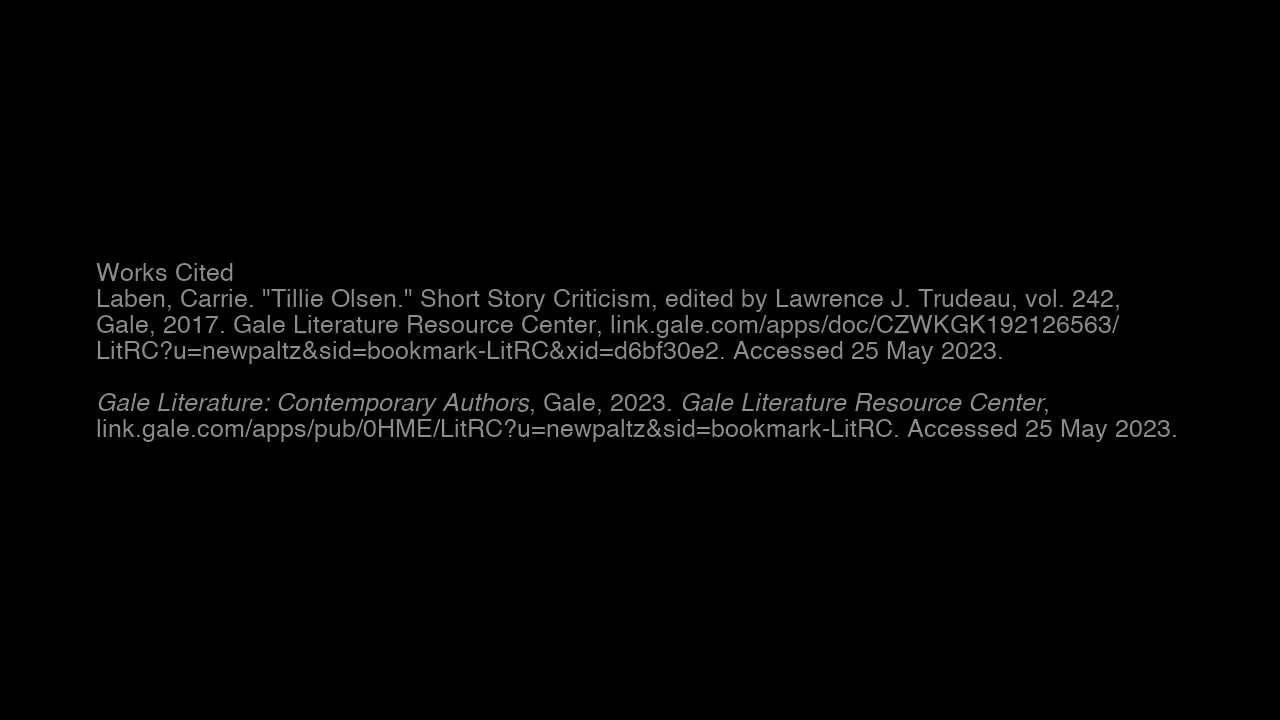 Works Cited
Laben, Carrie. "Tillie Olsen." Short Story Criticism, edited by Lawrence J. Trudeau, vol. 242,
Gale, 2017. Gale Literature Resource Center, link.gale.com/apps/doc/CZWKGK192126563/
LitRC?u=newpaltz&sid=bookmark-LitRC&xid=d6bf30e2. Accessed 25 May 2023.
Gale Literature: Contemporary Authors, Gale, 2023. Gale Literature Resource Center,
link.gale.com/apps/pub/0HME/LitRC?u=newpaltz&sid=bookmark-LitRC. Accessed 25 May 2023.